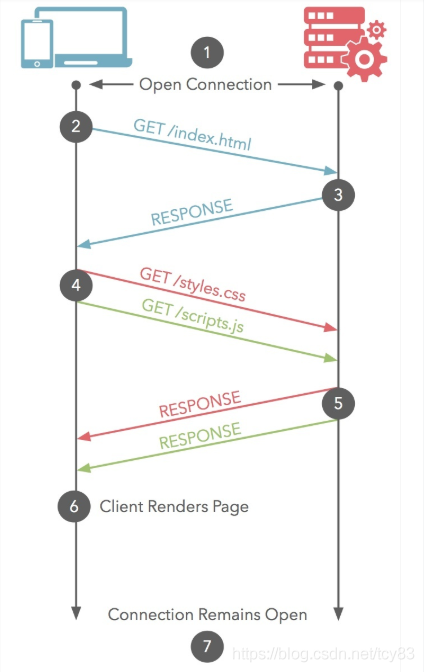 1
Open Connection
2
GET /index.html
3
RESPONSE
4
GET /styles.css
GET /scripts.js
5
RESPONSE
RESPONSE
6 Client Renders Page
Connection Remains Open
7
https://blog.csdn.net/tcy83